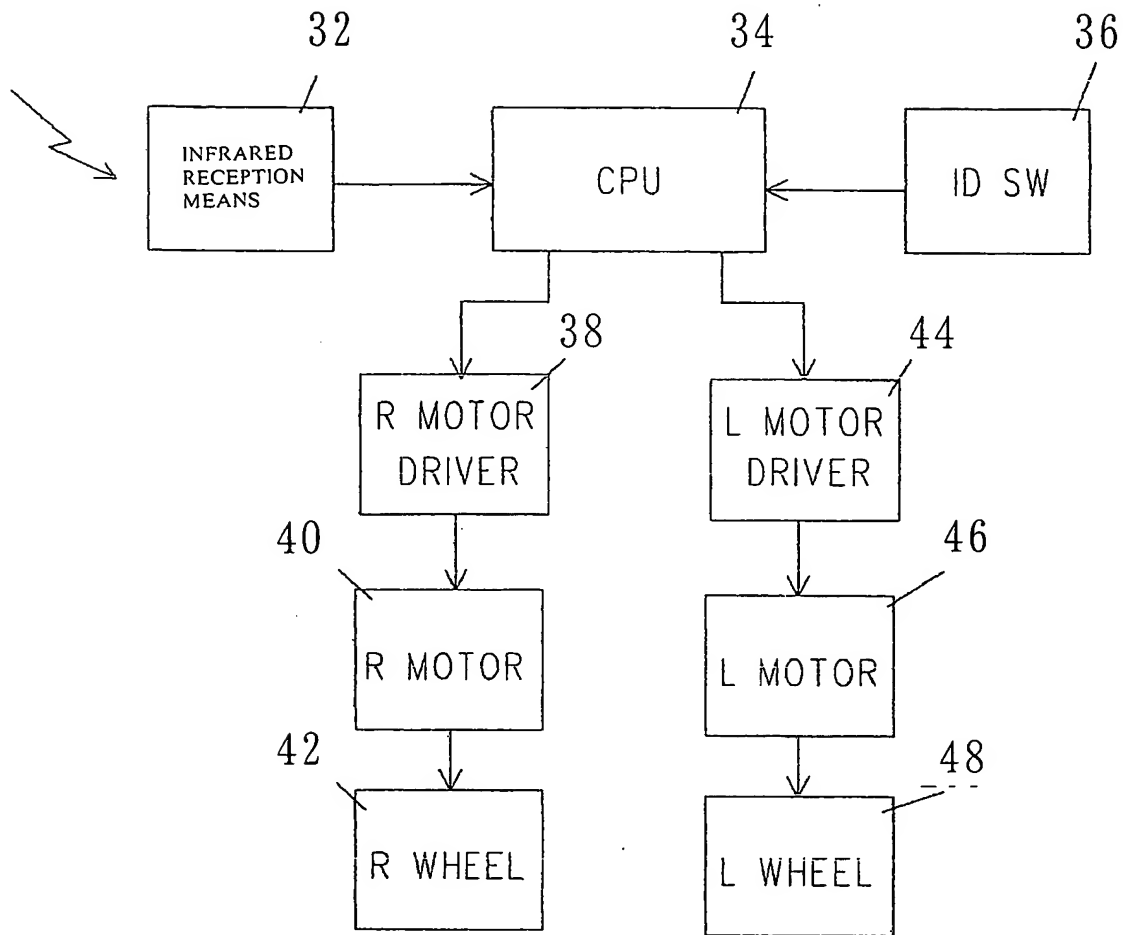 32
34
36
INFRARED
RECEPTION
MEANS
CPU
ID SW
38
44
R MOTOR
DRIVER
L MOTOR
DRIVER
40
46
R MOTOR
L MOTOR
42
48
R WHEEL
L WHEEL